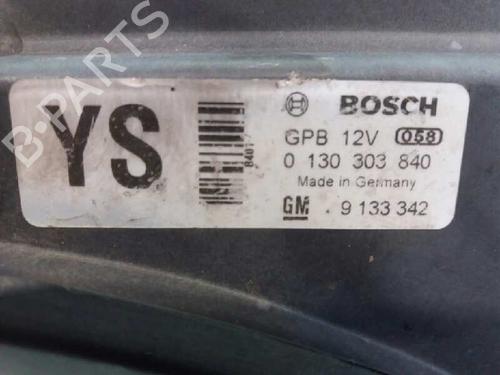 YS
BOSCH
GPB 12V 058
0 130 303 840
Made in Germany
GM . 9 133 342
B-PARTS